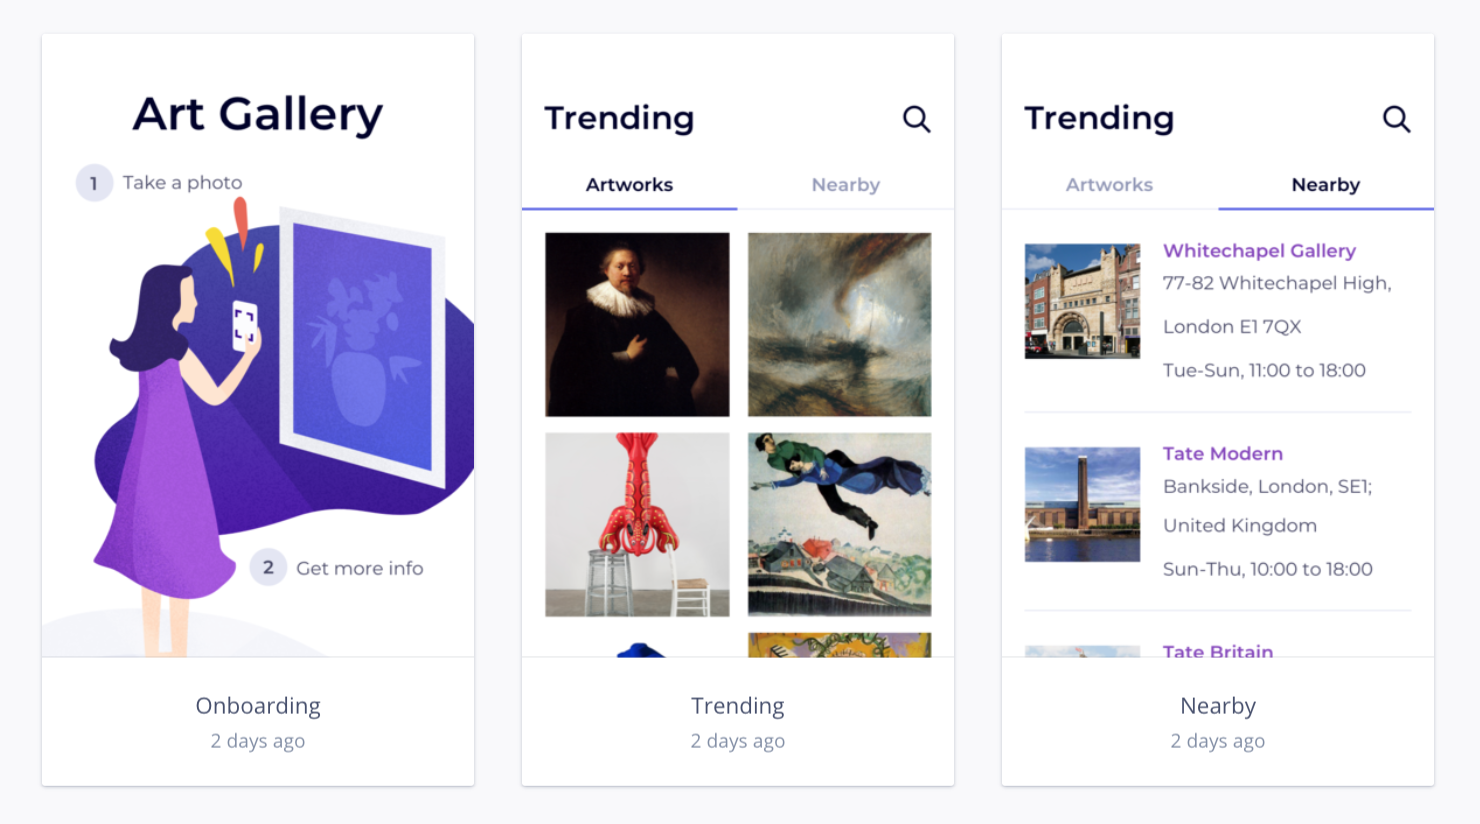 Art Gallery
1 Take a photo
2 Get more info
Onboarding
2 days ago
Trending
Artworks Nearby
Trending
2 days ago
Trending
Artworks Nearby
Whitechapel Gallery
77-82 Whitechapel High,
London E1 7QX
Tue-Sun, 11:00 to 18:00
Tate Modern
Bankside, London, SE1;
United Kingdom
Sun-Thu, 10:00 to 18:00
Tate Britain
Nearby
2 days ago